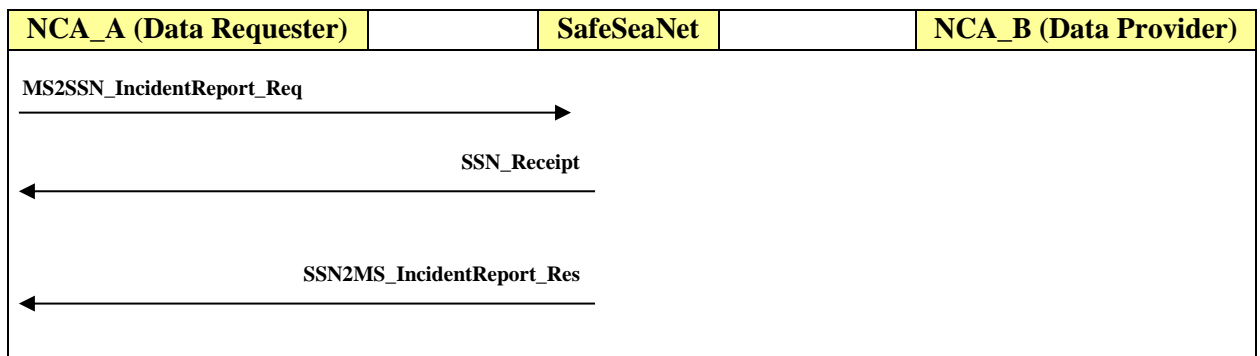 NCA_A (Data Requester) SafeSeaNet NCA_B (Data Provider)
MS2SSN_IncidentReport_Req
SSN_Receipt
SSN2MS_IncidentReport_Res